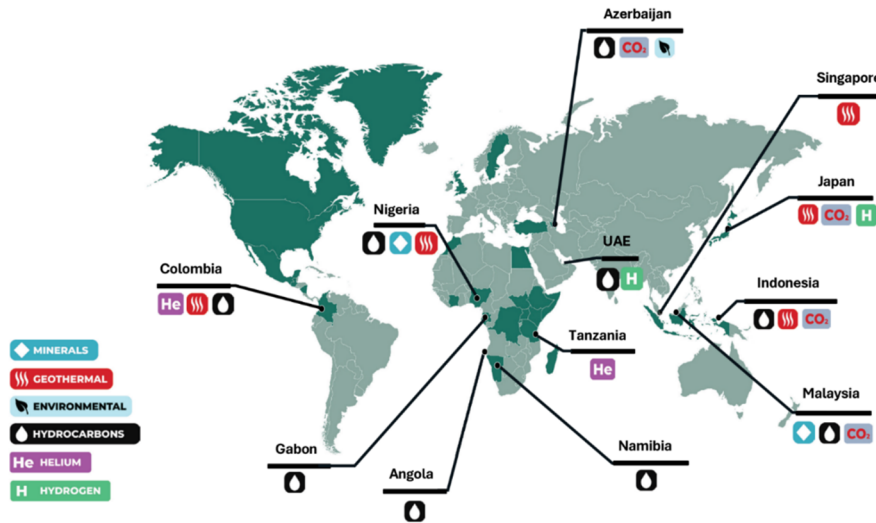 Azerbaijan
CO₂
Singapore
Japan
CO₂ H
Nigeria
UAE
H
Colombia
He
Indonesia
CO₂
Tanzania
He
Malaysia
CO₂
Gabon
Angola
Namibia
MINERALS
GEOTHERMAL
ENVIRONMENTAL
HYDROCARBONS
He HELIUM
H HYDROGEN